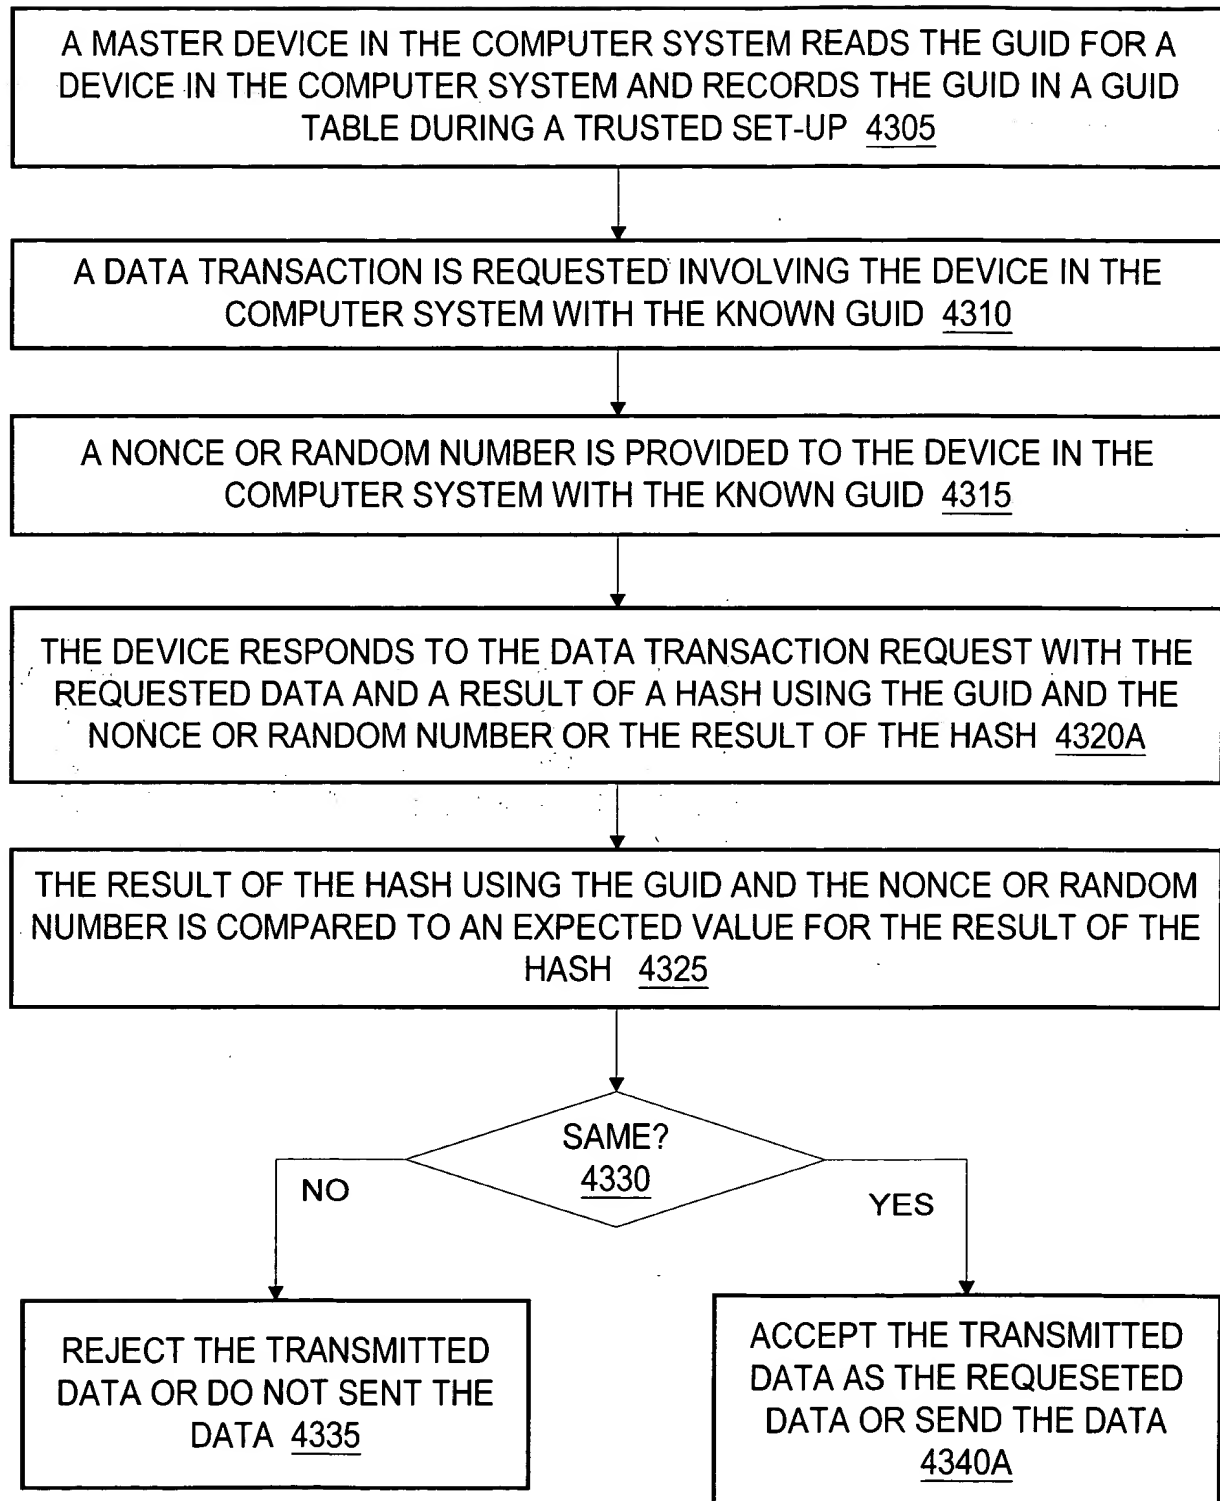 A MASTER DEVICE IN THE COMPUTER SYSTEM READS THE GUID FOR A
DEVICE IN THE COMPUTER SYSTEM AND RECORDS THE GUID IN A GUID
TABLE DURING A TRUSTED SET-UP 4305
A DATA TRANSACTION IS REQUESTED INVOLVING THE DEVICE IN THE
COMPUTER SYSTEM WITH THE KNOWN GUID 4310
A NONCE OR RANDOM NUMBER IS PROVIDED TO THE DEVICE IN THE
COMPUTER SYSTEM WITH THE KNOWN GUID 4315
THE DEVICE RESPONDS TO THE DATA TRANSACTION REQUEST WITH THE
REQUESTED DATA AND A RESULT OF A HASH USING THE GUID AND THE
NONCE OR RANDOM NUMBER OR THE RESULT OF THE HASH 4320A
THE RESULT OF THE HASH USING THE GUID AND THE NONCE OR RANDOM
NUMBER IS COMPARED TO AN EXPECTED VALUE FOR THE RESULT OF THE
HASH 4325
SAME?
4330
NO
YES
REJECT THE TRANSMITTED
DATA OR DO NOT SENT THE
DATA 4335
ACCEPT THE TRANSMITTED
DATA AS THE REQUESETED
DATA OR SEND THE DATA
4340A